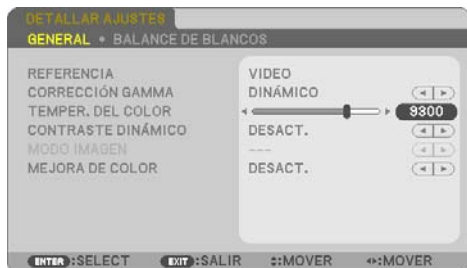 DETALLAR AJUSTES
GENERAL • BALANCE DE BLANCOS
REFERENCIA VIDEO
CORRECCIÓN GAMMA DINÁMICO
TEMPER. DEL COLOR 9300
CONTRASTE DINÁMICO DESACT.
MODO IMAGEN ---
MEJORA DE COLOR DESACT.
ENTER :SELECT EXIT :SALIR :MOVER :MOVER